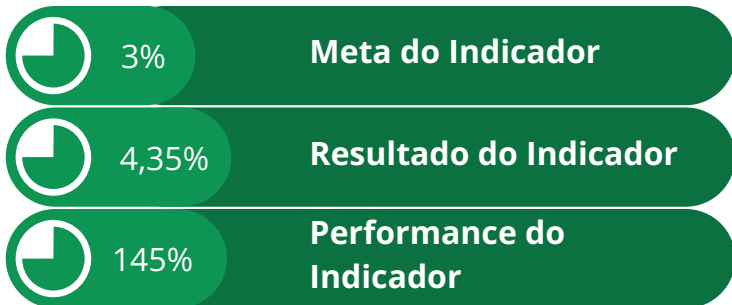 3%
Meta do Indicador
4,35%
Resultado do Indicador
145%
Performance do
Indicador